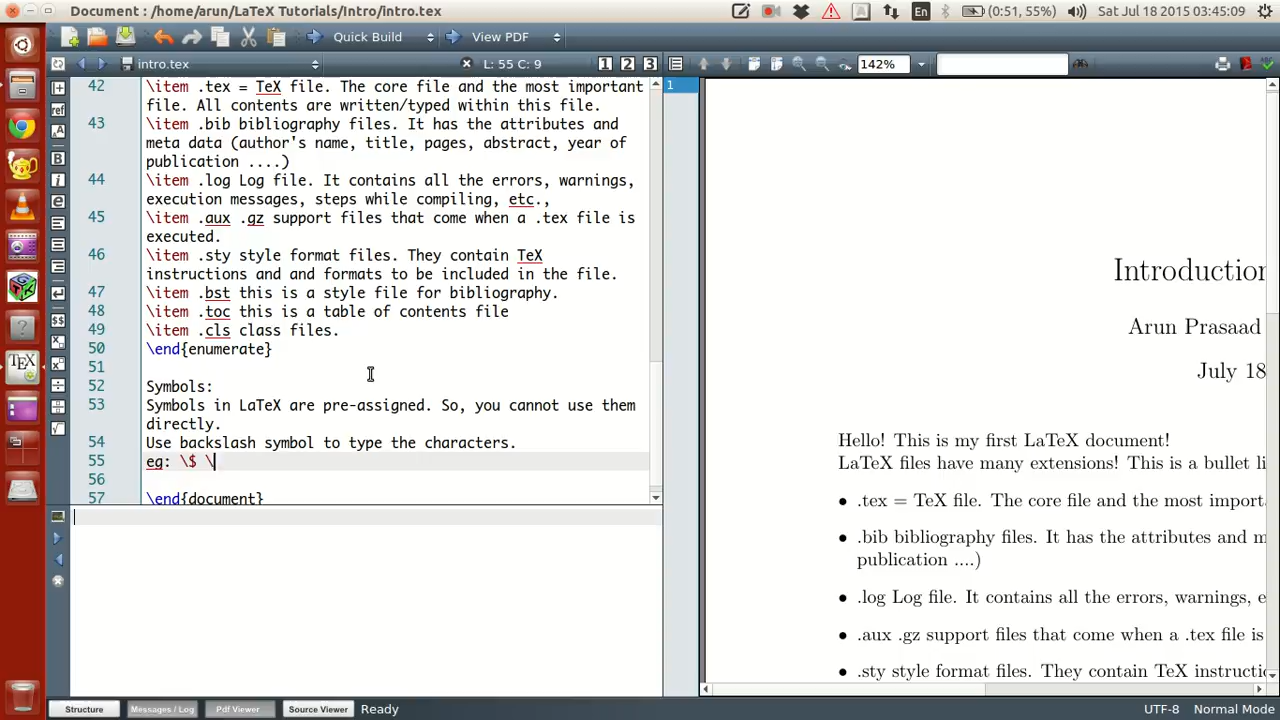 Document : /home/arun/LaTeX Tutorials/Intro/intro.tex
En
(0:51, 55%)
Sat Jul 18 2015 03:45:09
Quick Build
View PDF
intro.tex
L: 55 C: 9
1
2
3
142%
42 \item .tex = TeX file. The core file and the most important
file. All contents are written/typed within this file.
43 \item .bib bibliography files. It has the attributes and
meta data (author's name, title, pages, abstract, year of
publication ....)
44 \item .log Log file. It contains all the errors, warnings,
execution messages, steps while compiling, etc.,
45 \item .aux .gz support files that come when a .tex file is
executed.
46 \item .sty style format files. They contain TeX
instructions and and formats to be included in the file.
47 \item .bst this is a style file for bibliography.
48 \item .toc this is a table of contents file
49 \item .cls class files.
50 \end{enumerate}
51
52 Symbols:
53 Symbols in LaTeX are pre-assigned. So, you cannot use them
directly.
54 Use backslash symbol to type the characters.
55 eg: \$ \
56
57 \end{document}
ref
TEX
1
Introduction
Arun Prasaad
July 18
Hello! This is my first LaTeX document!
LaTeX files have many extensions! This is a bullet li
• .tex = TeX file. The core file and the most import
• .bib bibliography files. It has the attributes and m
publication ....)
• .log Log file. It contains all the errors, warnings, e
• .aux .gz support files that come when a .tex file is
• .sty style format files. They contain TeX instructi
Structure
Messages / Log
Pdf Viewer
Source Viewer
Ready
UTF-8
Normal Mode